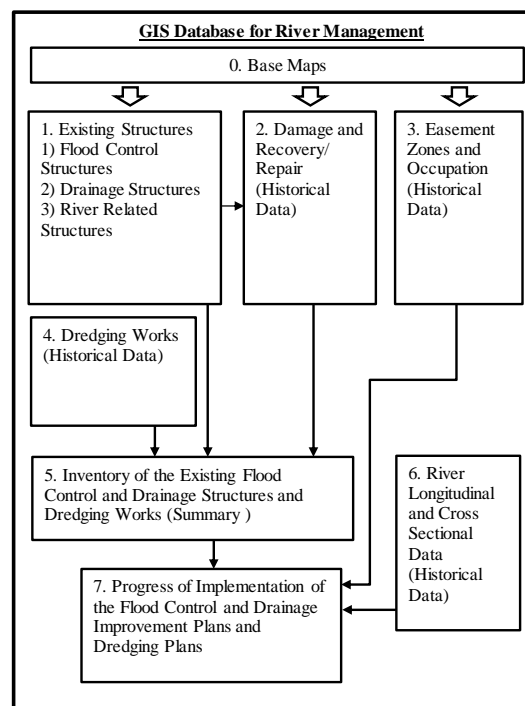 GIS Database for River Management
0. Base Maps
1. Existing Structures
1) Flood Control
Structures
2) Drainage Structures
3) River Related
Structures
2. Damage and
Recovery/
Repair
(Historical
Data)
3. Easement
Zones and
Occupation
(Historical
Data)
4. Dredging Works
(Historical Data)
5. Inventory of the Existing Flood
Control and Drainage Structures and
Dredging Works (Summary )
6. River
Longitudinal
and Cross
Sectional
Data
(Historical
Data)
7. Progress of Implementation of
the Flood Control and Drainage
Improvement Plans and
Dredging Plans